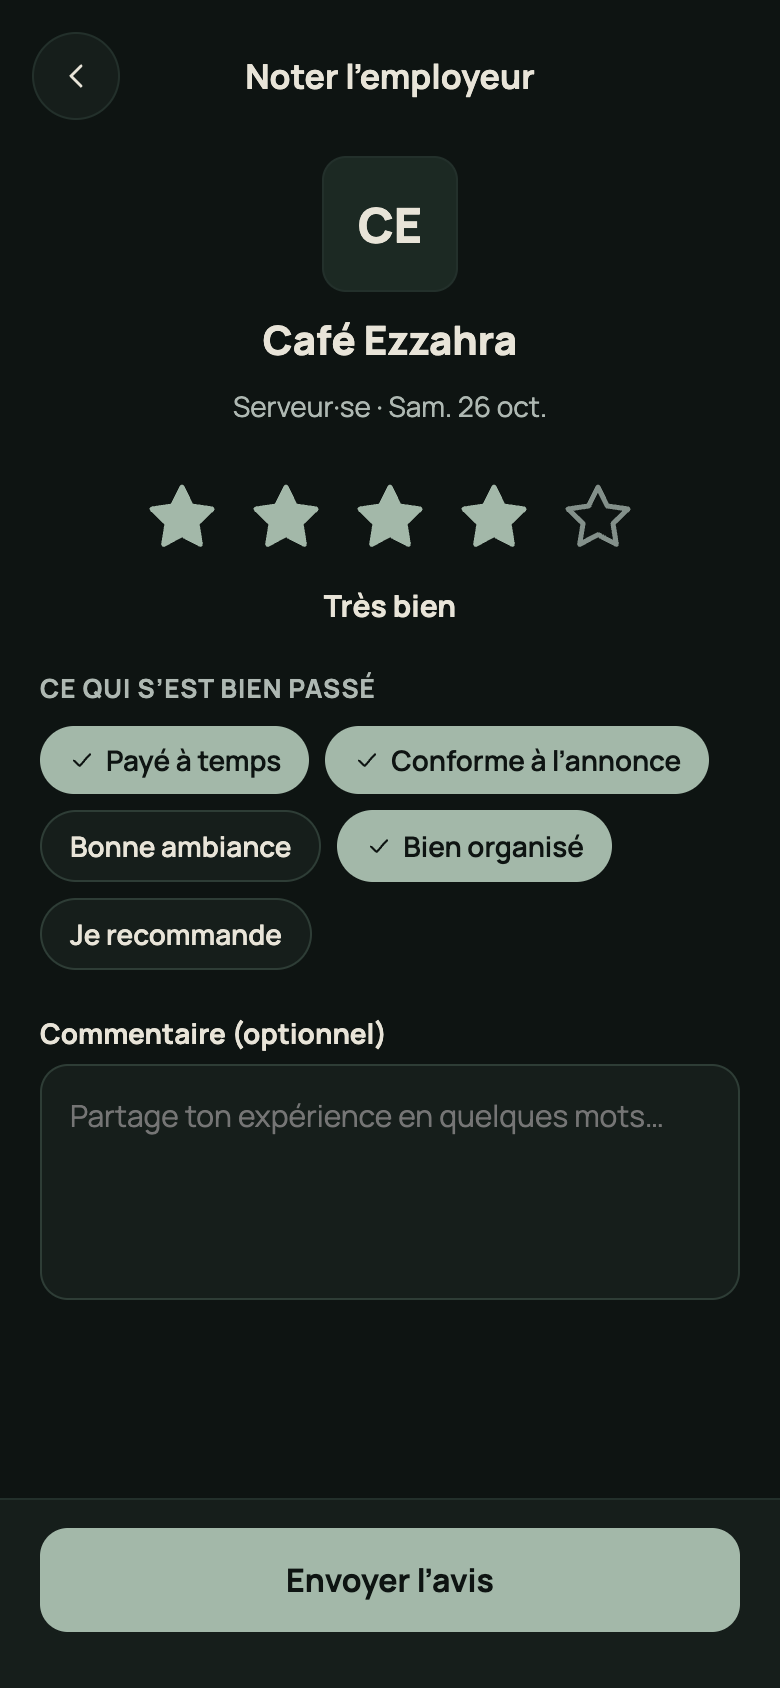 Noter l’employeur
CE
Café Ezzahra
Serveur·se · Sam. 26 oct.
Très bien
CE QUI S’EST BIEN PASSÉ
Payé à temps
Conforme à l’annonce
Bonne ambiance
Bien organisé
Je recommande
Commentaire (optionnel)
Partage ton expérience en quelques mots…
Envoyer l’avis